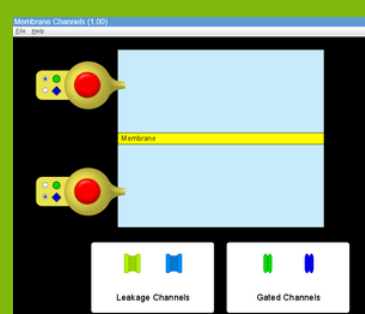 Membrane Channels (1.00)
File Help
Membrane
Leakage Channels
Gated Channels